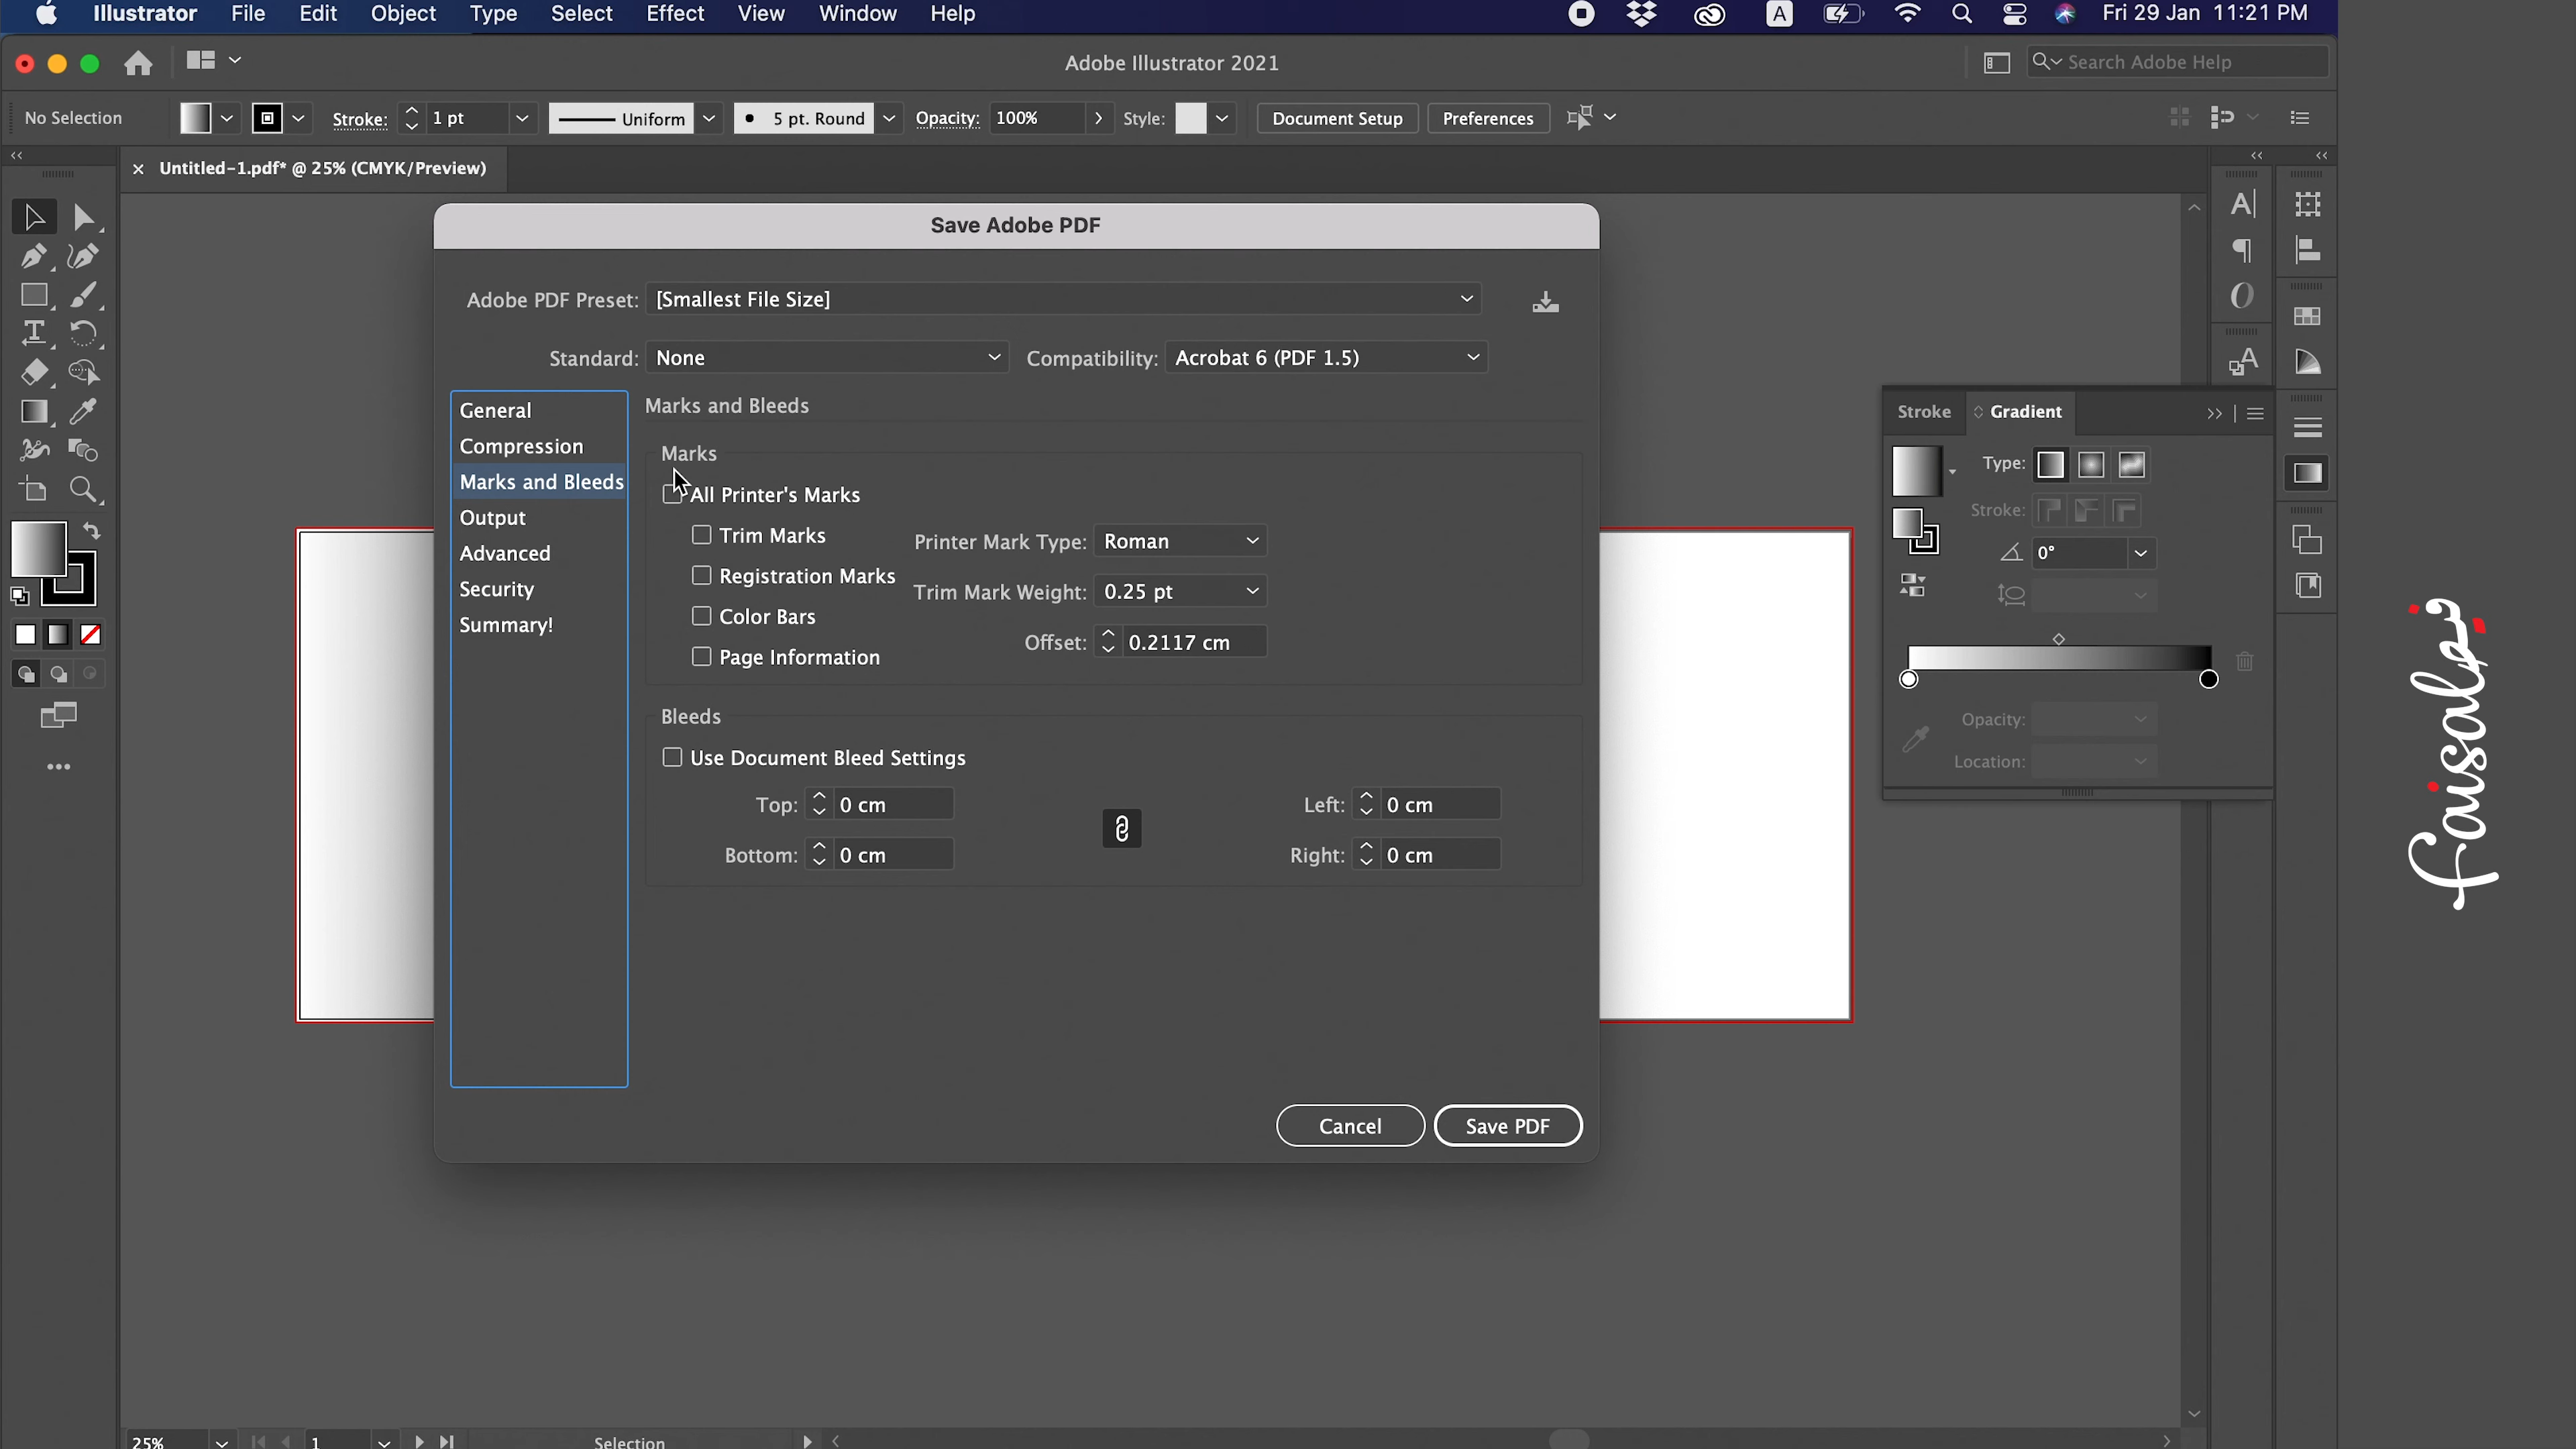 Illustrator File Edit Object Type Select Effect View Window Help A Fri 29 Jan 11:21 PM
Adobe Illustrator 2021
Search Adobe Help
No Selection Stroke: 1 pt Uniform 5 pt. Round Opacity: 100% Style: Document Setup Preferences
Untitled-1.pdf* @ 25% (CMYK/Preview)
Save Adobe PDF
Adobe PDF Preset: [Smallest File Size]
Standard: None Compatibility: Acrobat 6 (PDF 1.5)
General
Compression
Marks and Bleeds
Output
Advanced
Security
Summary!
Marks and Bleeds
Marks
All Printer's Marks
Trim Marks
Registration Marks
Color Bars
Page Information
Printer Mark Type: Roman
Trim Mark Weight: 0.25 pt
Offset: 0.2117 cm
Bleeds
Use Document Bleed Settings
Top: 0 cm Left: 0 cm
Bottom: 0 cm Right: 0 cm
Cancel Save PDF
Stroke Gradient
Type:
Stroke:
0°
Opacity:
Location:
25% 1 Selection